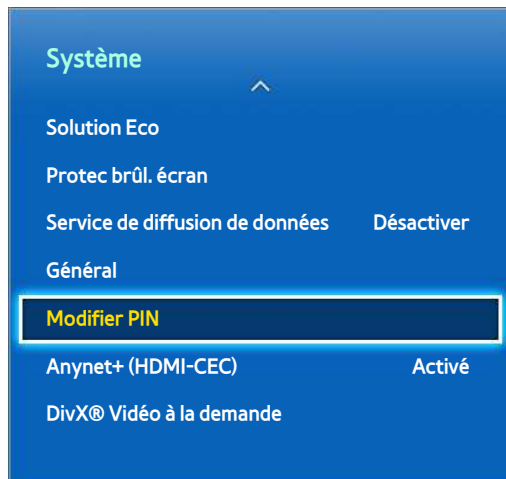 Système
Solution Eco
Protec brûl. écran
Service de diffusion de données Désactiver
Général
Modifier PIN
Anynet+ (HDMI-CEC) Activé
DivX® Vidéo à la demande